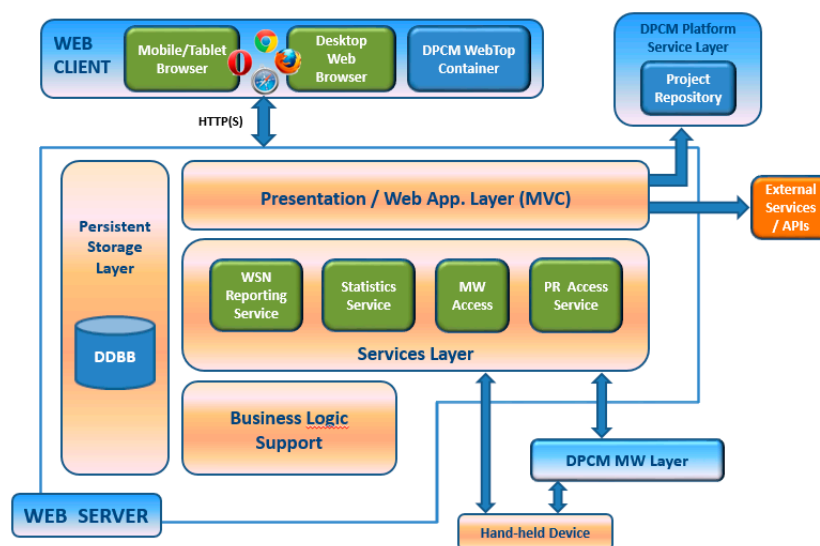 WEB
CLIENT
Mobile/Tablet
Browser
Desktop
Web
Browser
DPCM WebTop
Container
DPCM Platform
Service Layer
Project
Repository
HTTP(S)
Persistent
Storage
Layer
DDBB
Presentation / Web App. Layer (MVC)
External
Services
/ APIs
WSN
Reporting
Service
Statistics
Service
MW
Access
PR Access
Service
Services Layer
Business Logic
Support
DPCM MW Layer
WEB SERVER
Hand-held Device